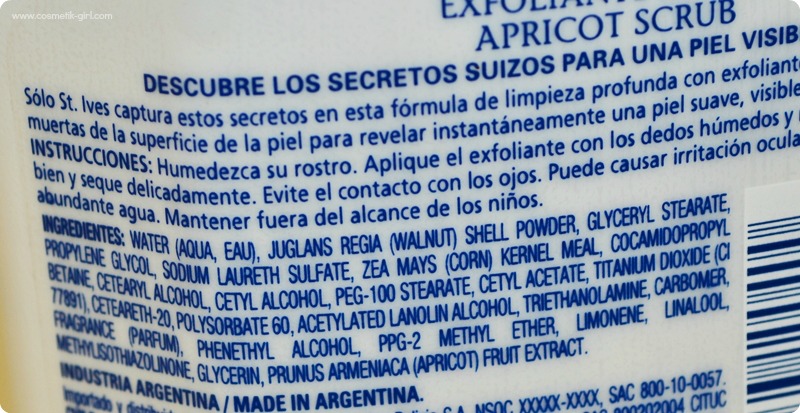 www.cosmetik-girl.com
APRICOT SCRUB
DESCUBRE LOS SECRETOS SUIZOS PARA UNA PIEL
Sólo St. Ives captura estos secretos en esta fórmula de limpieza profunda con
muertas de la superficie de la piel para revelar instantáneamente una piel suave,
INSTRUCCIONES: Humedezca su rostro. Aplique el exfoliante con los dedos húmedos y
bien y seque delicadamente. Evite el contacto con los ojos. Puede causar irritación
abundante agua. Mantener fuera del alcance de los niños.
INGREDIENTES: WATER (AQUA, EAU), JUGLANS REGIA (WALNUT) SHELL POWDER, GLYCERYL STEARATE,
PROPYLENE GLYCOL, SODIUM LAURETH SULFATE, ZEA MAYS (CORN) KERNEL MEAL, COCAMIDOPROPYL
BETAINE, CETEARYL ALCOHOL, CETYL ALCOHOL, PEG-100 STEARATE, CETYL ACETATE, TITANIUM DIOXIDE (CI
77891), CETEARETH-20, POLYSORBATE 60, ACETYLATED LANOLIN ALCOHOL, TRIETHANOLAMINE, CARBOMER,
FRAGRANCE (PARFUM), PHENETHYL ALCOHOL, PPG-2 METHYL ETHER, LIMONENE, LINALOOL,
METHYLISOTHIAZOLINONE, GLYCERIN, PRUNUS ARMENIACA (APRICOT) FRUIT EXTRACT.
INDUSTRIA ARGENTINA / MADE IN ARGENTINA.
Importado y NSOC XXXXX-XXXX, SAC 800-10-0057.
CITUC